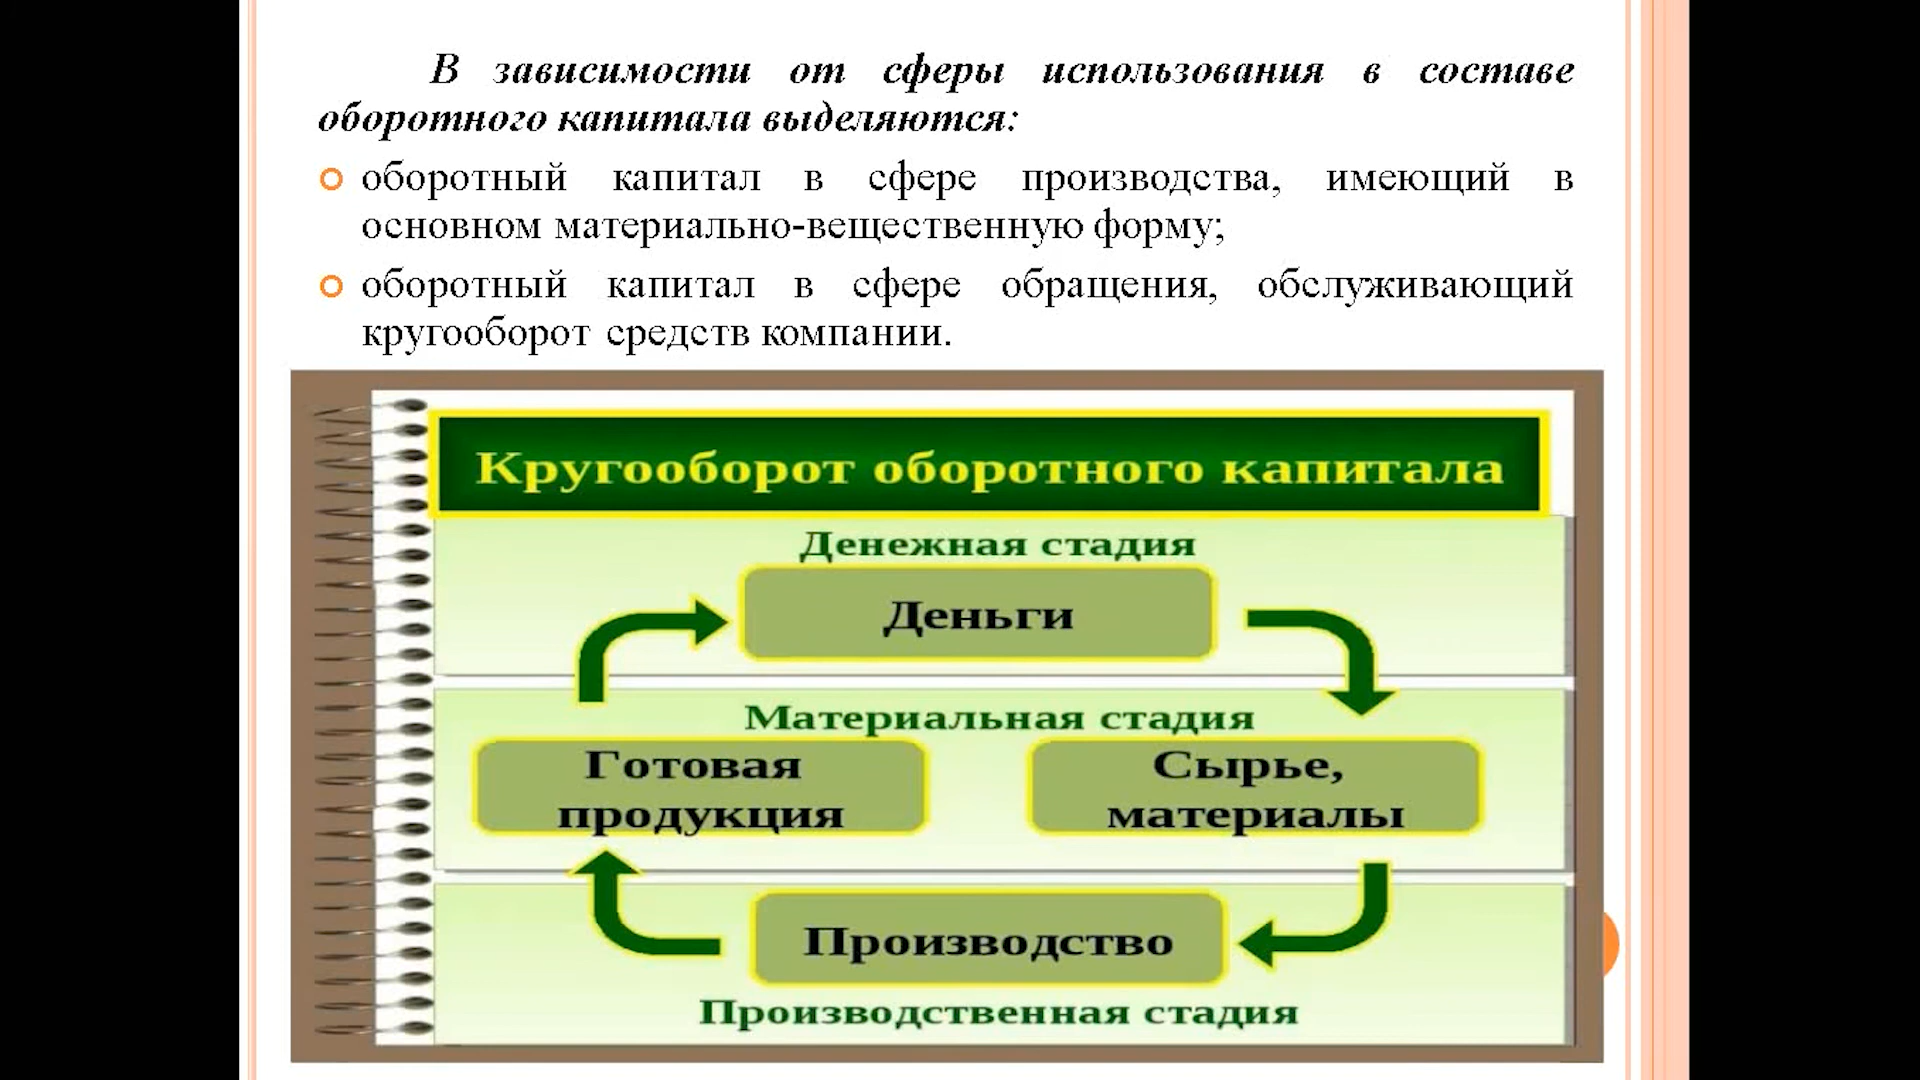 В зависимости от сферы использования в составе
оборотного капитала выделяются:
оборотный капитал в сфере производства, имеющий в
основном материально-вещественную форму;
оборотный капитал в сфере обращения, обслуживающий
кругооборот средств компании.
Кругооборот оборотного капитала
Денежная стадия
Деньги
Материальная стадия
Готовая
продукция
Сырье,
материалы
Производство
Производственная стадия